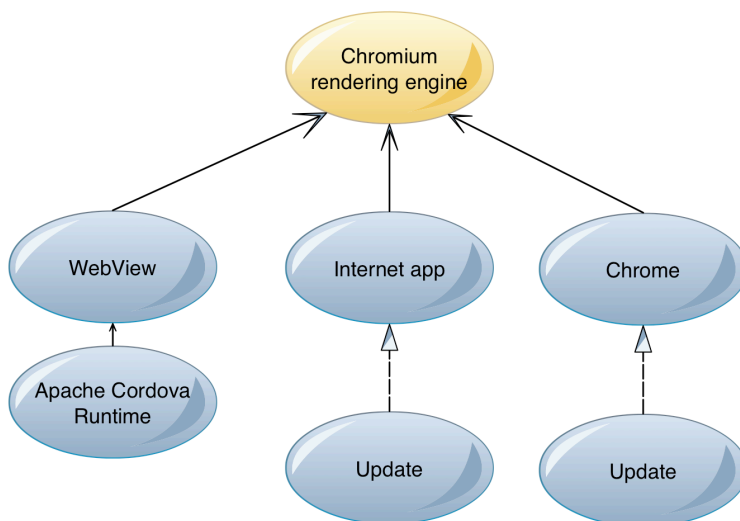 Chromium
rendering engine
WebView
Internet app
Chrome
Apache Cordova
Runtime
Update
Update